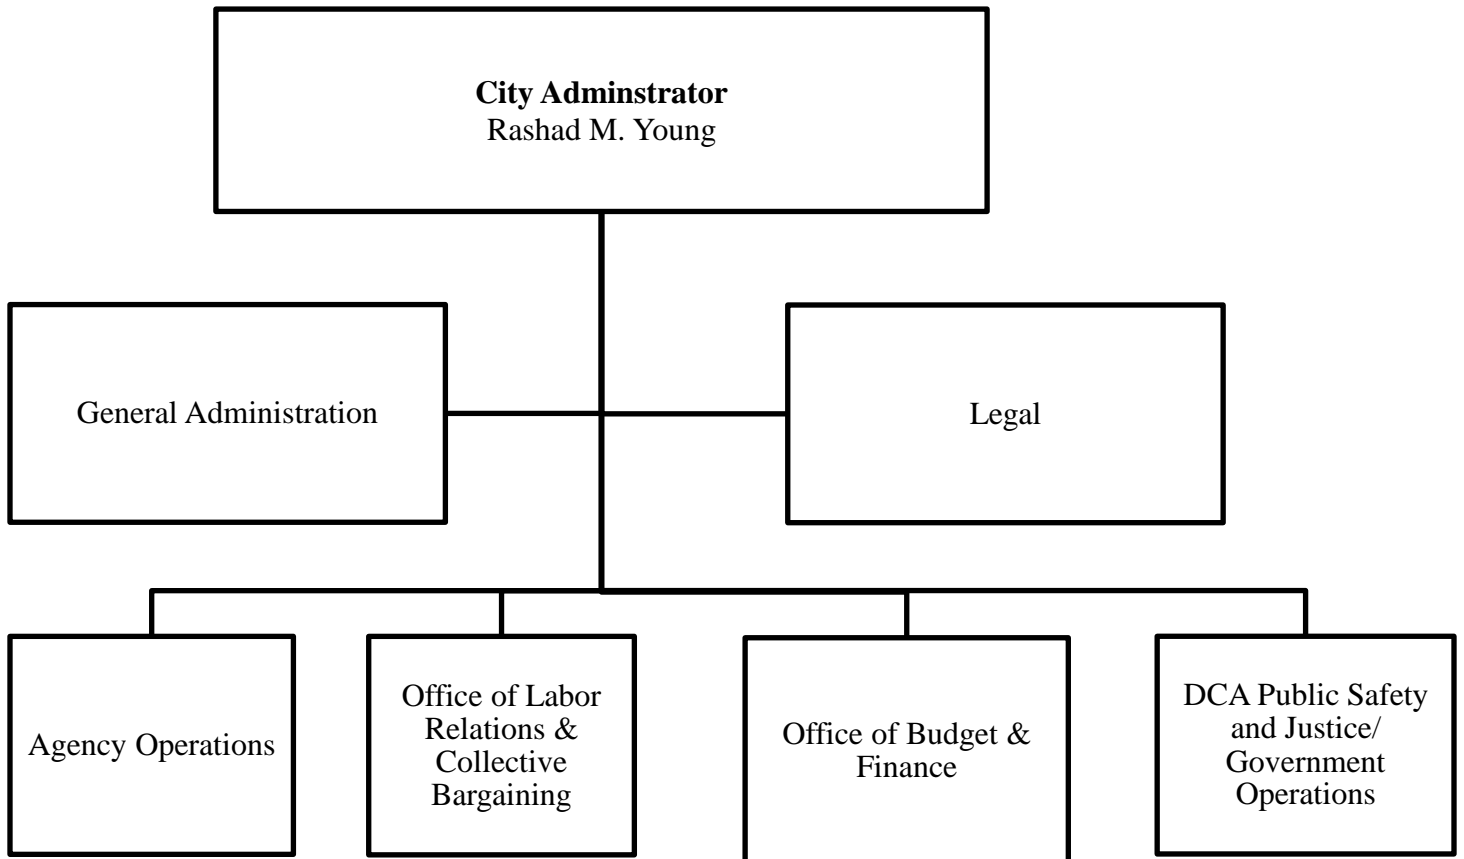 City Adminstrator
Rashad M. Young
General Administration
Legal
Agency Operations
Office of Labor
Relations &
Collective
Bargaining
Office of Budget &
Finance
DCA Public Safety
and Justice/
Government
Operations